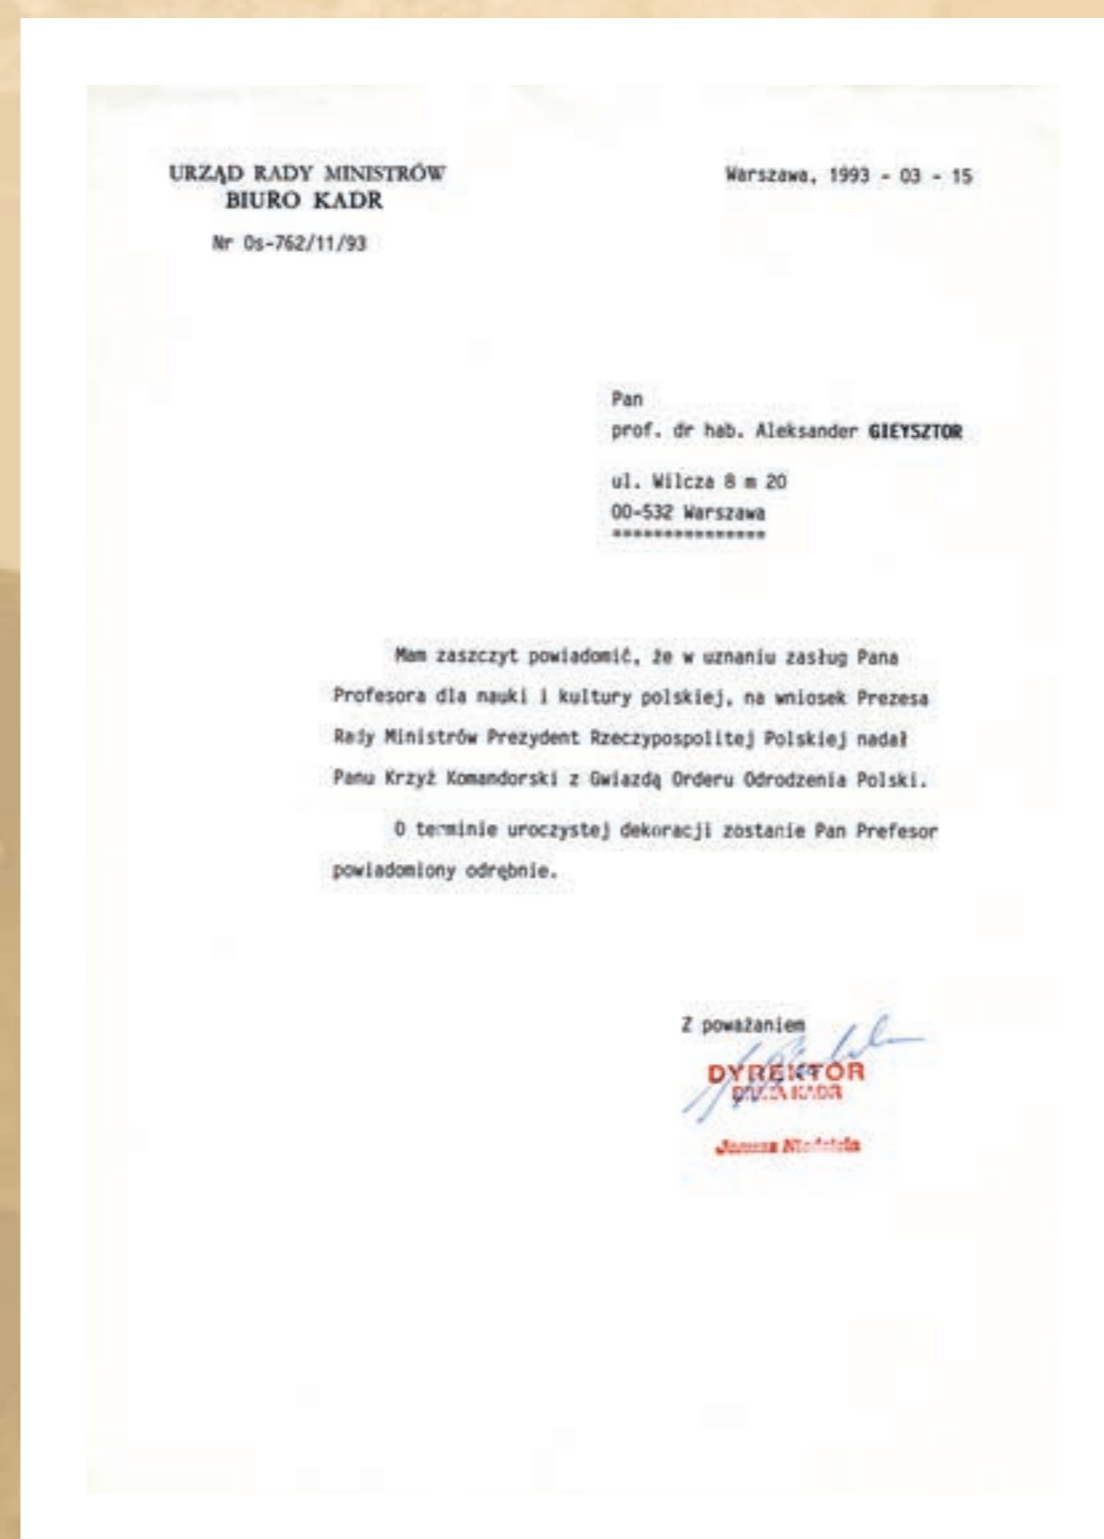 URZĄD RADY MINISTRÓW
BIURO KADR
Nr Os-762/11/93
Warszawa, 1993 - 03 - 15
Pan
prof. dr hab. Aleksander GIEYSZTOR
ul. Wilcza 8 m 20
00-532 Warszawa
===============
Mam zaszczyt powiadomić, że w uznaniu zasług Pana
Profesora dla nauki i kultury polskiej, na wniosek Prezesa
Rady Ministrów Prezydent Rzeczypospolitej Polskiej nadał
Panu Krzyż Komandorski z Gwiazdą Orderu Odrodzenia Polski.
O terminie uroczystej dekoracji zostanie Pan Prefesor
powiadomiony odrębnie.
Z poważaniem
DYREKTOR
BIURA KADR
Janusz